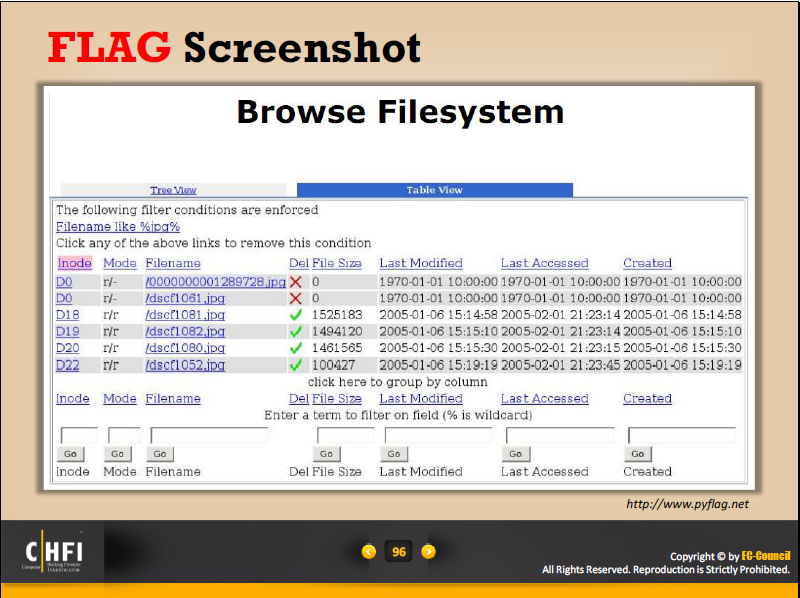 FLAG Screenshot
Browse Filesystem
Tree View Table View
The following filter conditions are enforced
Filename like %jpg%
Click any of the above links to remove this condition
Inode Mode Filename Del File Size Last Modified Last Accessed Created
D0 r/- /0000000001289728.jpg 0 1970-01-01 10:00:00 1970-01-01 10:00:00 1970-01-01 10:00:00
D0 r/- /dscf1061.jpg 0 1970-01-01 10:00:00 1970-01-01 10:00:00 1970-01-01 10:00:00
D18 r/r /dscf1081.jpg 1525183 2005-01-06 15:14:58 2005-02-01 21:23:14 2005-01-06 15:14:58
D19 r/r /dscf1082.jpg 1494120 2005-01-06 15:15:10 2005-02-01 21:23:14 2005-01-06 15:15:10
D20 r/r /dscf1080.jpg 1461565 2005-01-06 15:15:30 2005-02-01 21:23:15 2005-01-06 15:15:30
D22 r/r /dscf1052.jpg 100427 2005-01-06 15:19:19 2005-02-01 21:23:45 2005-01-06 15:19:19
click here to group by column
Inode Mode Filename Del File Size Last Modified Last Accessed Created
Enter a term to filter on field (% is wildcard)
Go Go Go Go Go Go Go
Inode Mode Filename Del File Size Last Modified Last Accessed Created
http://www.pyflag.net
CHFI
Computer Hacking Forensic
INVESTIGATOR
96
Copyright © by EC-Council
All Rights Reserved. Reproduction is Strictly Prohibited.